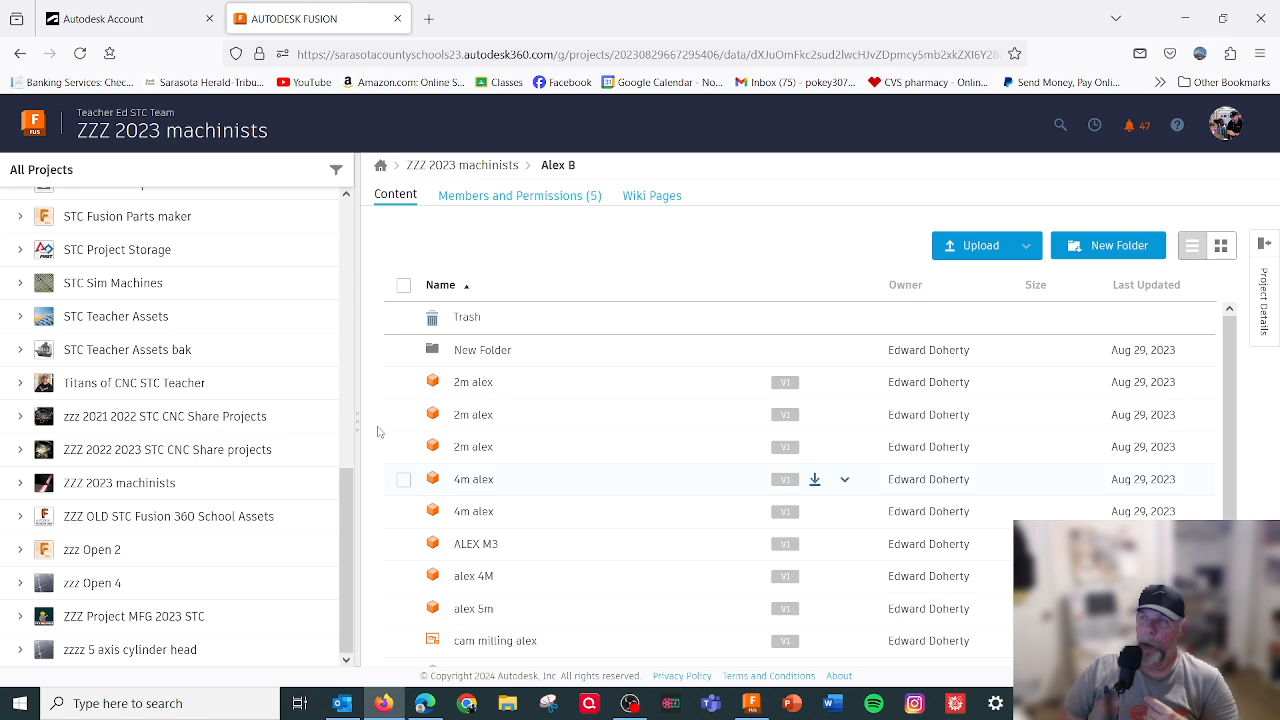 Autodesk Account
AUTODESK FUSION
https://sarasotacountyschools23.autodesk360.com/g/projects/20230829667295406/data/
Banking Services Chec...
Sarasota Herald-Tribu...
YouTube
Amazon.com: Online S...
Classes
Facebook
Google Calendar - No...
Inbox (75) - pokey307...
CVS pharmacy
Send Money, Pay Onli...
Other Bookmarks
FUS
Teacher Ed STC Team
ZZZ 2023 machinists
47
All Projects
STC Fusion Parts maker
STC Project Storage
STC Sim Machines
STC Teacher Assets
STC Teacher Assets bak
Titans of CNC STC Teacher
zzz 2021 2022 STC CNC Share Projects
ZZZ 2022 2023 STC CNC Share projects
ZZZ 2023 machinists
ZZZ OLD STC Fusion 360 School Assets
zzz Open 2
zzz Open 4
ZZZ Project MFG 2023 STC
zzz 5 axis cylinder head
ZZZ 2023 machinists > Alex B
Content Members and Permissions (5) Wiki Pages
Upload New Folder
Project Details
Name Owner Size Last Updated
Trash
New Folder Edward Doherty Aug 29, 2023
2m alex V1 Edward Doherty Aug 29, 2023
2m alex V1 Edward Doherty Aug 29, 2023
2m alex V1 Edward Doherty Aug 29, 2023
4m alex V1 Edward Doherty Aug 29, 2023
4m alex V1 Edward Doherty Aug 29, 2023
ALEX M3 V1 Edward Doherty
alex 4M V1 Edward Doherty
alex 5m V1 Edward Doherty
cam milling alex V1 Edward Doherty
© Copyright 2024 Autodesk, Inc. All rights reserved. Privacy Policy Terms and Conditions About
Type here to search